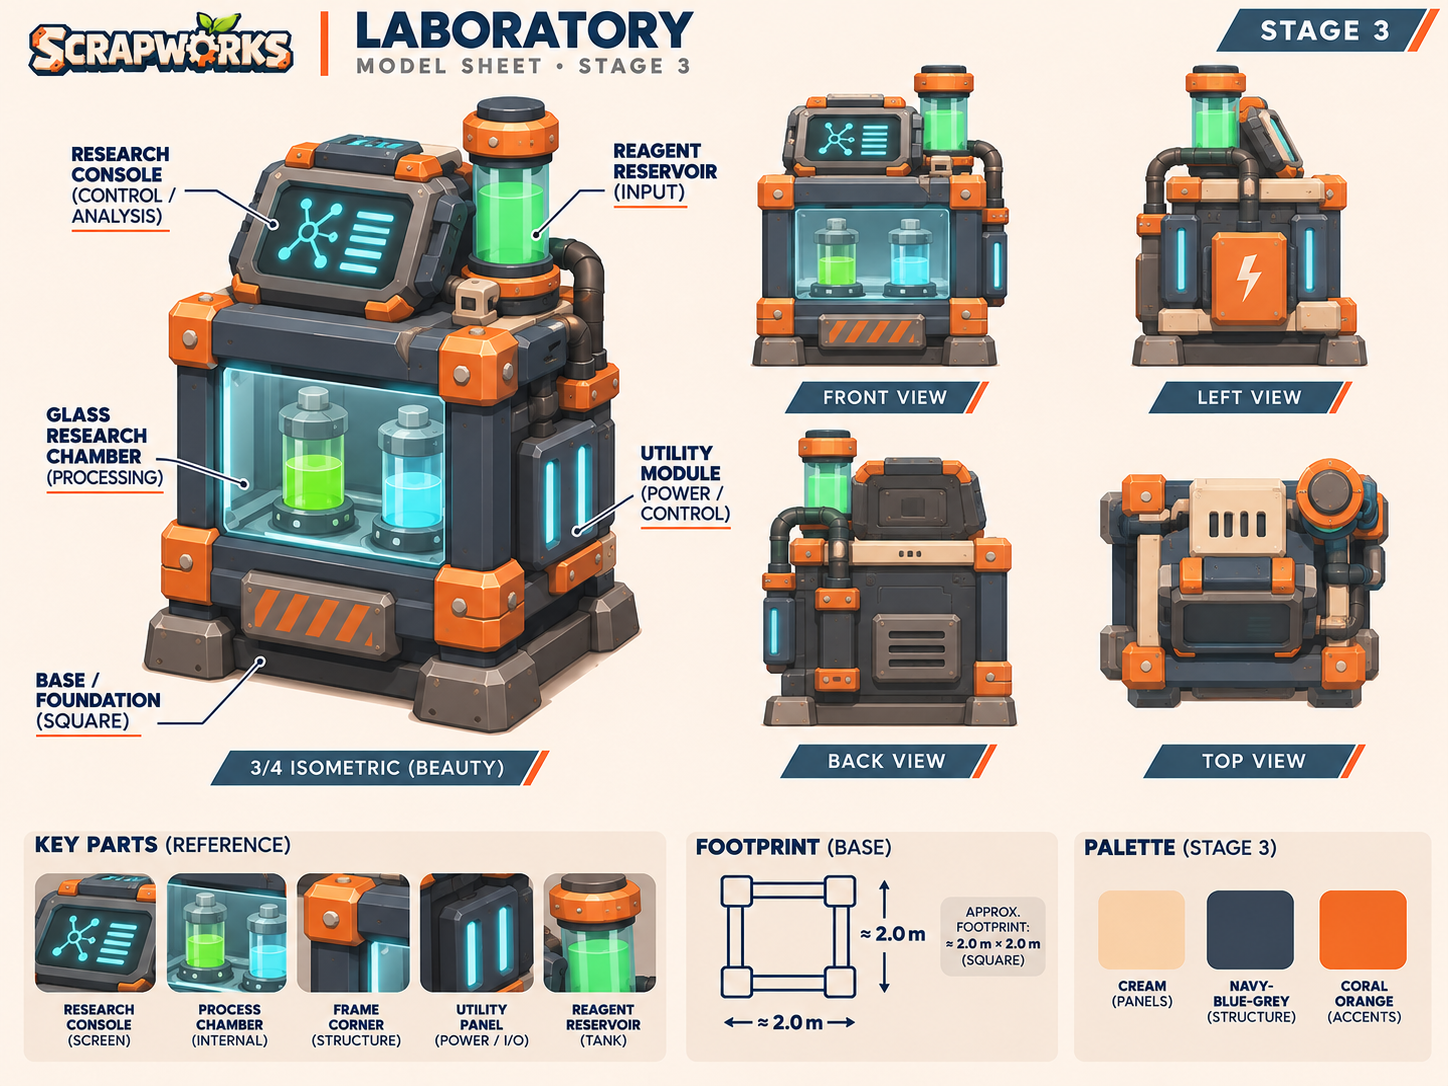 SCRAPWORKS
LABORATORY
MODEL SHEET • STAGE 3
STAGE 3
RESEARCH
CONSOLE
(CONTROL /
ANALYSIS)
REAGENT
RESERVOIR
(INPUT)
GLASS
RESEARCH
CHAMBER
(PROCESSING)
UTILITY
MODULE
(POWER /
CONTROL)
BASE /
FOUNDATION
(SQUARE)
3/4 ISOMETRIC (BEAUTY)
FRONT VIEW
LEFT VIEW
BACK VIEW
TOP VIEW
KEY PARTS (REFERENCE)
RESEARCH
CONSOLE
(SCREEN)
PROCESS
CHAMBER
(INTERNAL)
FRAME
CORNER
(STRUCTURE)
UTILITY
PANEL
(POWER / I/O)
REAGENT
RESERVOIR
(TANK)
FOOTPRINT (BASE)
≈ 2.0 m
≈ 2.0 m
APPROX.
FOOTPRINT:
≈ 2.0 m × 2.0 m
(SQUARE)
PALETTE (STAGE 3)
CREAM
(PANELS)
NAVY-
BLUE-GREY
(STRUCTURE)
CORAL
ORANGE
(ACCENTS)